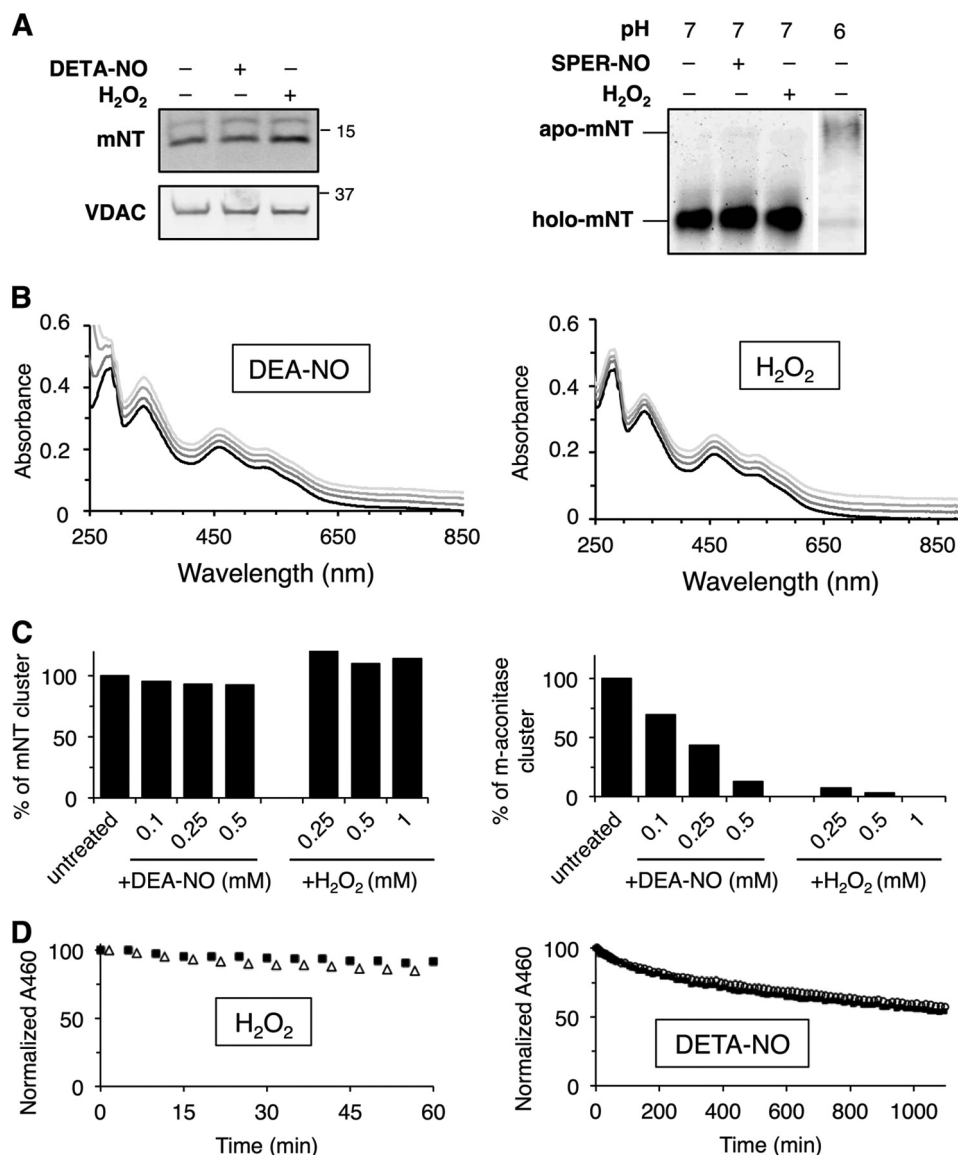 A
DETA-NO − + −
H2O2 − − +
mNT
15
37
VDAC
pH 7 7 7 6
SPER-NO − + − −
H2O2 − − + −
apo-mNT
holo-mNT
B
Absorbance
0.6
0.4
0.2
0
DEA-NO
250 450 650 850
Wavelength (nm)
Absorbance
0.6
0.4
0.2
0
H2O2
250 450 650 850
Wavelength (nm)
C
% of mNT cluster
100
50
0
untreated 0.1 0.25 0.5 0.25 0.5 1
+DEA-NO (mM) +H2O2 (mM)
% of m-aconitase
cluster
100
50
0
untreated 0.1 0.25 0.5 0.25 0.5 1
+DEA-NO (mM) +H2O2 (mM)
D
Normalized A460
100
50
0
H2O2
0 15 30 45 60
Time (min)
Normalized A460
100
50
0
DETA-NO
0 200 400 600 800 1000
Time (min)